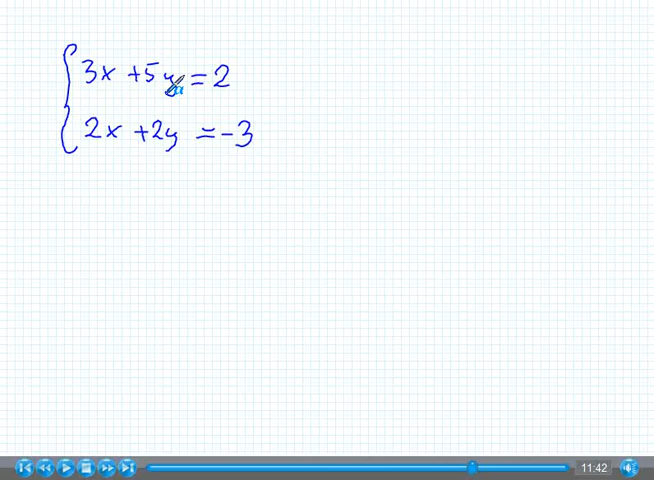 3x + 5y = 2
2x + 2y = -3
11:42